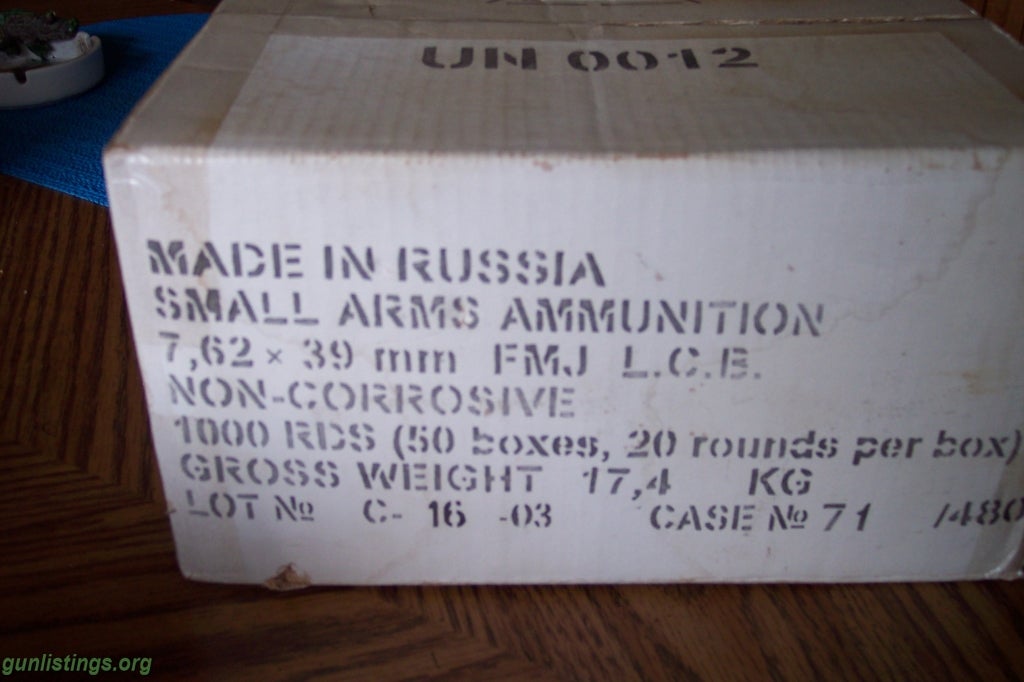 UN 0012
MADE IN RUSSIA
SMALL ARMS AMMUNITION
7,62 × 39 mm FMJ L.C.B.
NON-CORROSIVE
1000 RDS (50 boxes, 20 rounds per box)
GROSS WEIGHT 17,4 KG
LOT № C- 16 -03 CASE № 71 /480
gunlistings.org